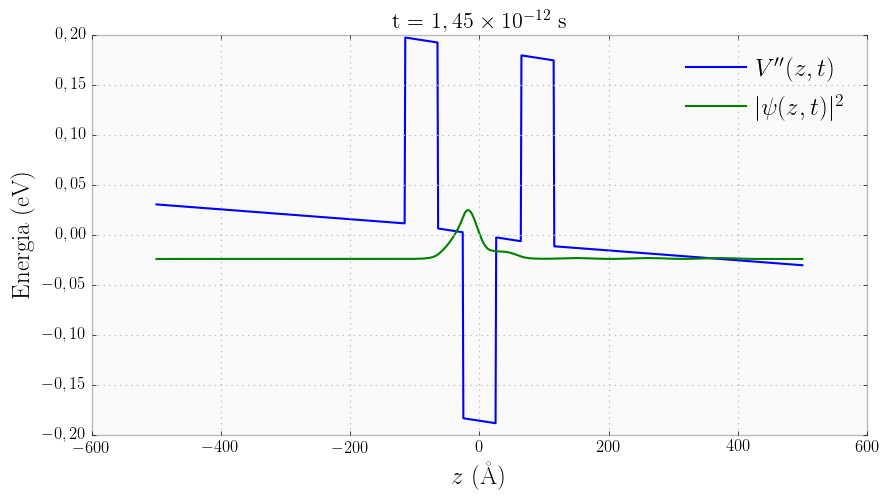 t = 1,45 × 10⁻¹² s
Energia (eV)
0,20
0,15
0,10
0,05
0,00
−0,05
−0,10
−0,15
−0,20
V′′(z, t)
|ψ(z, t)|²
−600 −400 −200 0 200 400 600
z (Å)